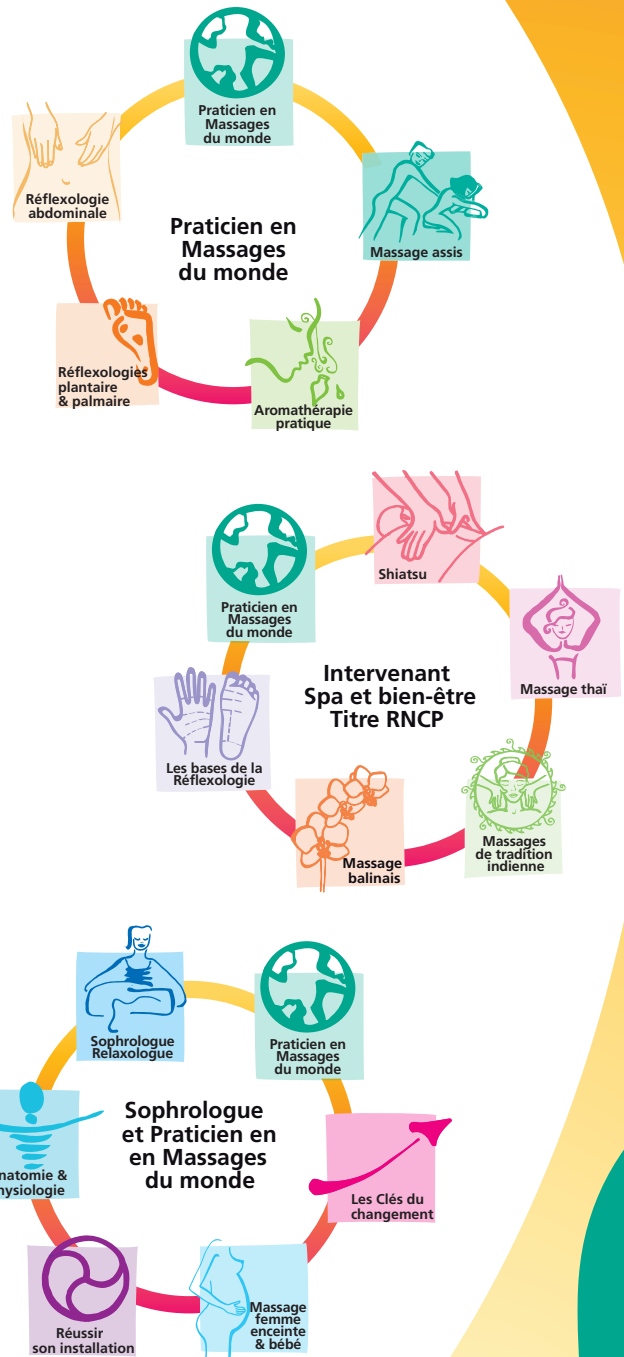 Praticien en
Massages
du monde
Réflexologie
abdominale
Praticien en
Massages
du monde
Massage assis
Réflexologies
plantaire
& palmaire
Aromathérapie
pratique
Shiatsu
Praticien en
Massages
du monde
Massage thaï
Intervenant
Spa et bien-être
Titre RNCP
Les bases de la
Réflexologie
Massage
balinais
Massages
de tradition
indienne
Sophrologue
Relaxologue
Praticien en
Massages
du monde
Sophrologue
et Praticien en
en Massages
du monde
natomie &
ysiologie
Les Clés du
changement
Réussir
son installation
Massage
femme
enceinte
& bébé